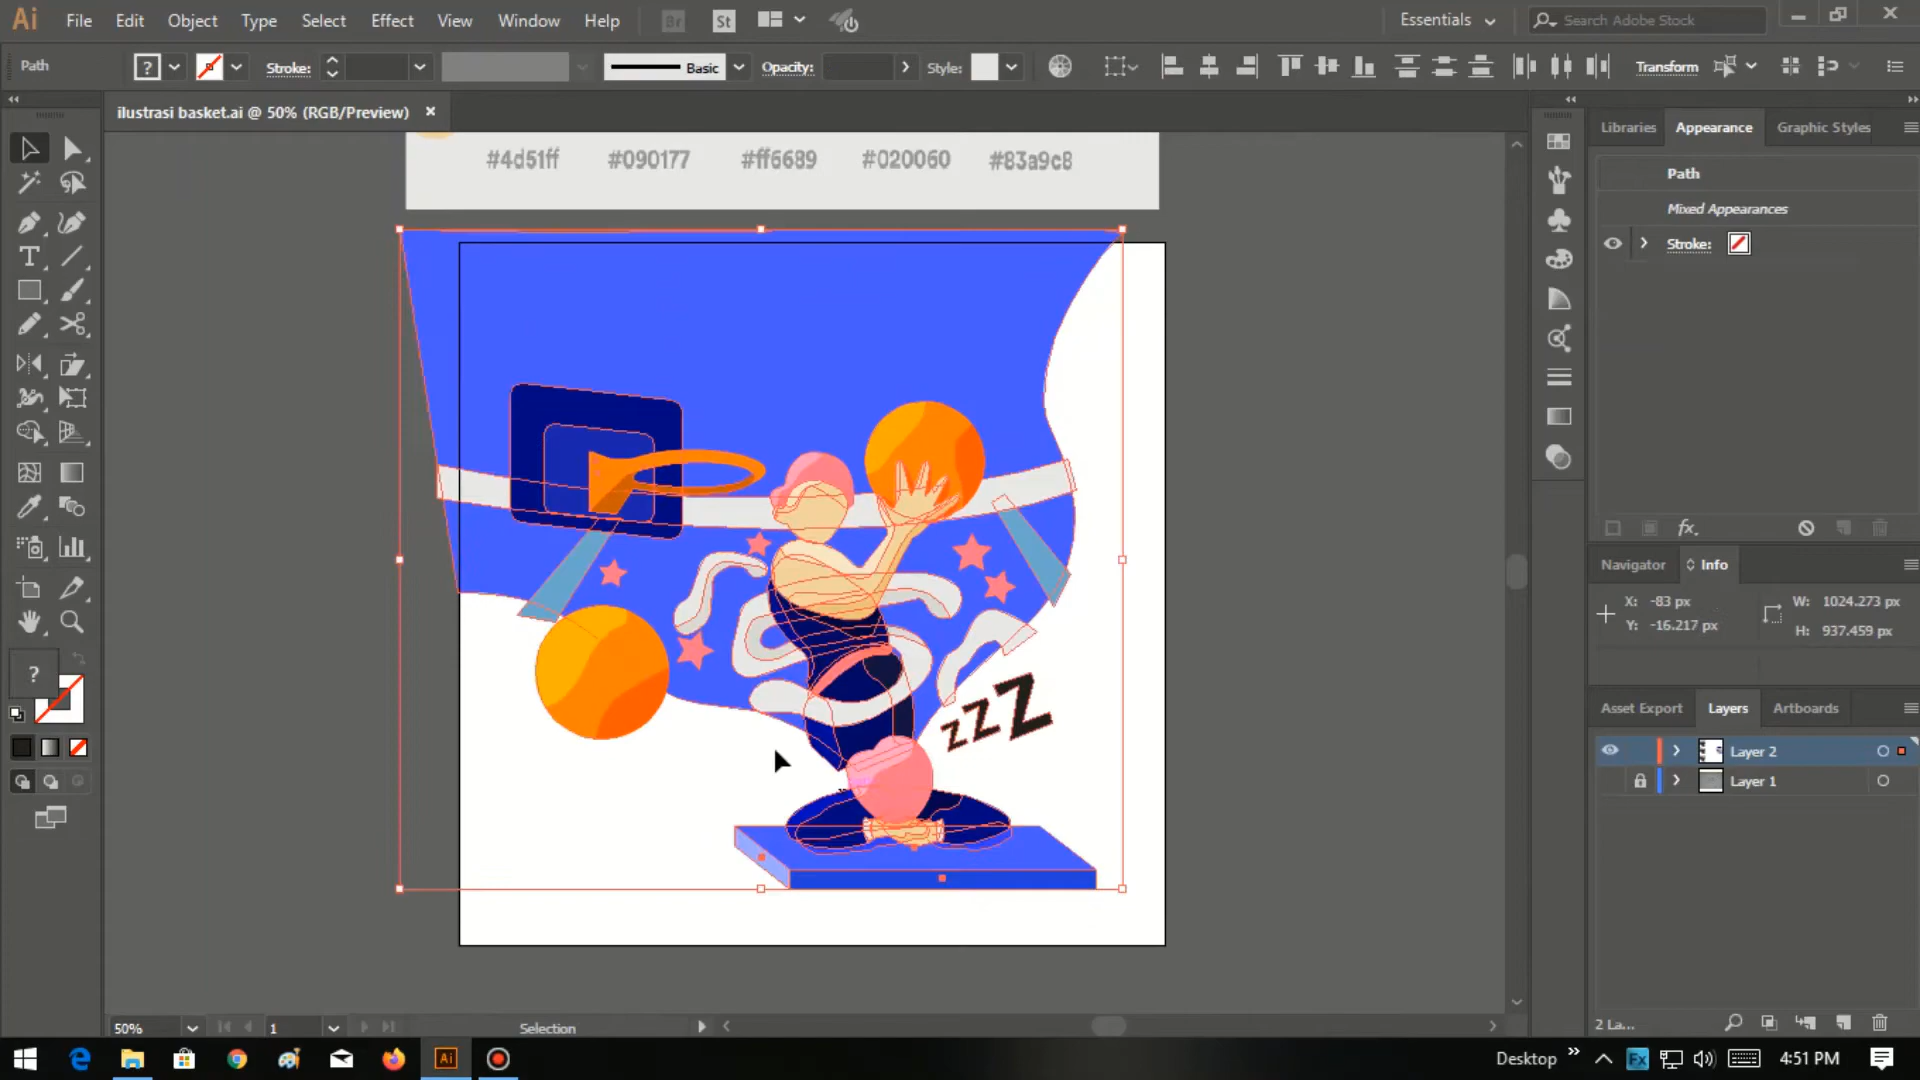 Ai File Edit Object Type Select Effect View Window Help Br St Essentials Search Adobe Stock
Path ? Stroke: Basic Opacity: Style: Transform
ilustrasi basket.ai @ 50% (RGB/Preview)
Libraries Appearance Graphic Styles
Path
Mixed Appearances
Stroke:
fx.
Navigator Info
X: -83 px
Y: -16.217 px
W: 1024.273 px
H: 937.459 px
Asset Export Layers Artboards
Layer 2
Layer 1
2 La...
#4d51ff #090177 #ff6689 #020060 #83a9c8
zzZ
T
?
50% 1 Selection
Ai Desktop Fx 4:51 PM